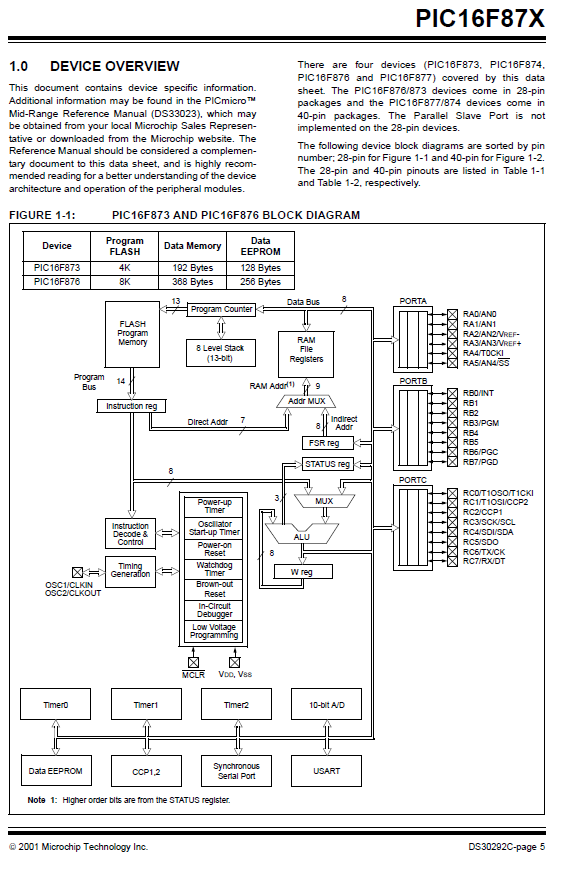 PIC16F87X
1.0 DEVICE OVERVIEW
This document contains device specific information.
Additional information may be found in the PICmicro™
Mid-Range Reference Manual (DS33023), which may
be obtained from your local Microchip Sales Represen-
tative or downloaded from the Microchip website. The
Reference Manual should be considered a complemen-
tary document to this data sheet, and is highly recom-
mended reading for a better understanding of the device
architecture and operation of the peripheral modules.
There are four devices (PIC16F873, PIC16F874,
PIC16F876 and PIC16F877) covered by this data
sheet. The PIC16F876/873 devices come in 28-pin
packages and the PIC16F877/874 devices come in
40-pin packages. The Parallel Slave Port is not
implemented on the 28-pin devices.
The following device block diagrams are sorted by pin
number; 28-pin for Figure 1-1 and 40-pin for Figure 1-2.
The 28-pin and 40-pin pinouts are listed in Table 1-1
and Table 1-2, respectively.
FIGURE 1-1: PIC16F873 AND PIC16F876 BLOCK DIAGRAM
Device Program FLASH Data Memory Data EEPROM
PIC16F873 4K 192 Bytes 128 Bytes
PIC16F876 8K 368 Bytes 256 Bytes
FLASH
Program
Memory
13
Program Counter
Data Bus
8
8 Level Stack
(13-bit)
RAM
File
Registers
Program
Bus
14
RAM Addr(1)
9
Instruction reg
Addr MUX
Direct Addr
7
8
Indirect
Addr
FSR reg
STATUS reg
8
3
MUX
ALU
8
W reg
Instruction
Decode &
Control
Timing
Generation
OSC1/CLKIN
OSC2/CLKOUT
Power-up
Timer
Oscillator
Start-up Timer
Power-on
Reset
Watchdog
Timer
Brown-out
Reset
In-Circuit
Debugger
Low Voltage
Programming
MCLR
VDD, VSS
PORTA
RA0/AN0
RA1/AN1
RA2/AN2/VREF-
RA3/AN3/VREF+
RA4/T0CKI
RA5/AN4/SS
PORTB
RB0/INT
RB1
RB2
RB3/PGM
RB4
RB5
RB6/PGC
RB7/PGD
PORTC
RC0/T1OSO/T1CKI
RC1/T1OSI/CCP2
RC2/CCP1
RC3/SCK/SCL
RC4/SDI/SDA
RC5/SDO
RC6/TX/CK
RC7/RX/DT
Timer0
Timer1
Timer2
10-bit A/D
Data EEPROM
CCP1,2
Synchronous
Serial Port
USART
Note 1: Higher order bits are from the STATUS register.
© 2001 Microchip Technology Inc.
DS30292C-page 5